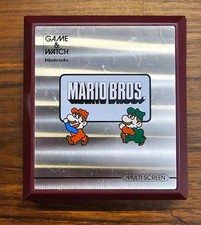 GAME
&
WATCH
Nintendo
MARIO BROS.
MULTI SCREEN